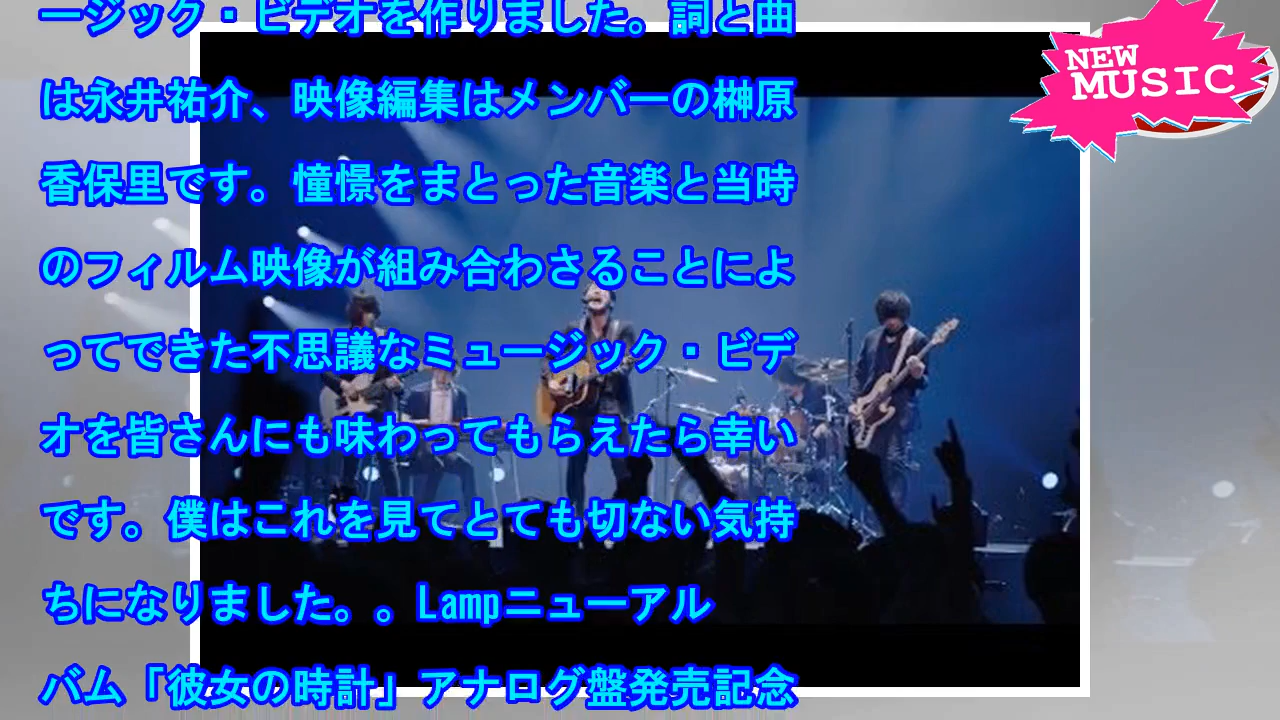 ージック・ビデオを作りました。詞と曲
は永井祐介、映像編集はメンバーの榊原
香保里です。憧憬をまとった音楽と当時
のフィルム映像が組み合わさることによ
ってできた不思議なミュージック・ビデ
オを皆さんにも味わってもらえたら幸い
です。僕はこれを見てとても切ない気持
ちになりました。。Lampニューアル
バム「彼女の時計」アナログ盤発売記念
NEW
MUSIC